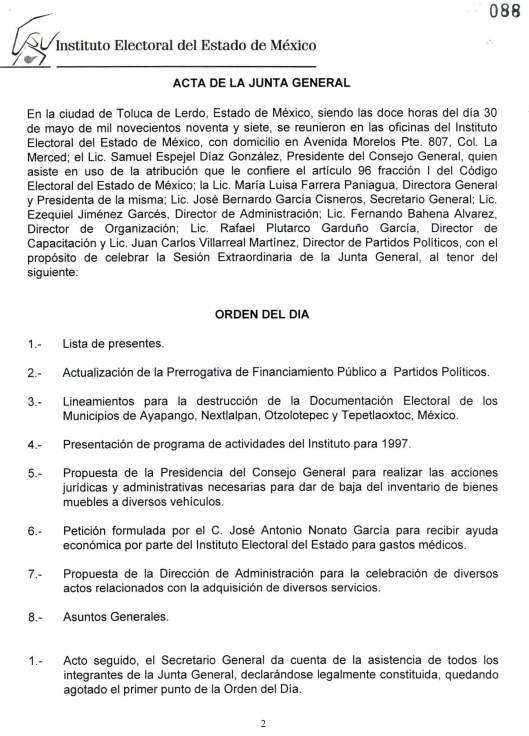 088
Instituto Electoral del Estado de México
ACTA DE LA JUNTA GENERAL
En la ciudad de Toluca de Lerdo, Estado de México, siendo las doce horas del día 30
de mayo de mil novecientos noventa y siete, se reunieron en las oficinas del Instituto
Electoral del Estado de México, con domicilio en Avenida Morelos Pte. 807, Col. La
Merced; el Lic. Samuel Espejel Díaz González, Presidente del Consejo General, quien
asiste en uso de la atribución que le confiere el artículo 96 fracción I del Código
Electoral del Estado de México; la Lic. María Luisa Farrera Paniagua, Directora General
y Presidenta de la misma; Lic. José Bernardo García Cisneros, Secretario General; Lic.
Ezequiel Jiménez Garcés, Director de Administración; Lic. Fernando Bahena Alvarez,
Director de Organización; Lic. Rafael Plutarco Garduño García, Director de
Capacitación y Lic. Juan Carlos Villarreal Martínez, Director de Partidos Políticos, con el
propósito de celebrar la Sesión Extraordinaria de la Junta General, al tenor del
siguiente:
ORDEN DEL DIA
1.- Lista de presentes.
2.- Actualización de la Prerrogativa de Financiamiento Público a Partidos Políticos.
3.- Lineamientos para la destrucción de la Documentación Electoral de los
Municipios de Ayapango, Nextlalpan, Otzolotepec y Tepetlaoxtoc, México.
4.- Presentación de programa de actividades del Instituto para 1997.
5.- Propuesta de la Presidencia del Consejo General para realizar las acciones
jurídicas y administrativas necesarias para dar de baja del inventario de bienes
muebles a diversos vehículos.
6.- Petición formulada por el C. José Antonio Nonato García para recibir ayuda
económica por parte del Instituto Electoral del Estado para gastos médicos.
7.- Propuesta de la Dirección de Administración para la celebración de diversos
actos relacionados con la adquisición de diversos servicios.
8.- Asuntos Generales.
1.- Acto seguido, el Secretario General da cuenta de la asistencia de todos los
integrantes de la Junta General, declarándose legalmente constituida, quedando
agotado el primer punto de la Orden del Día.
2